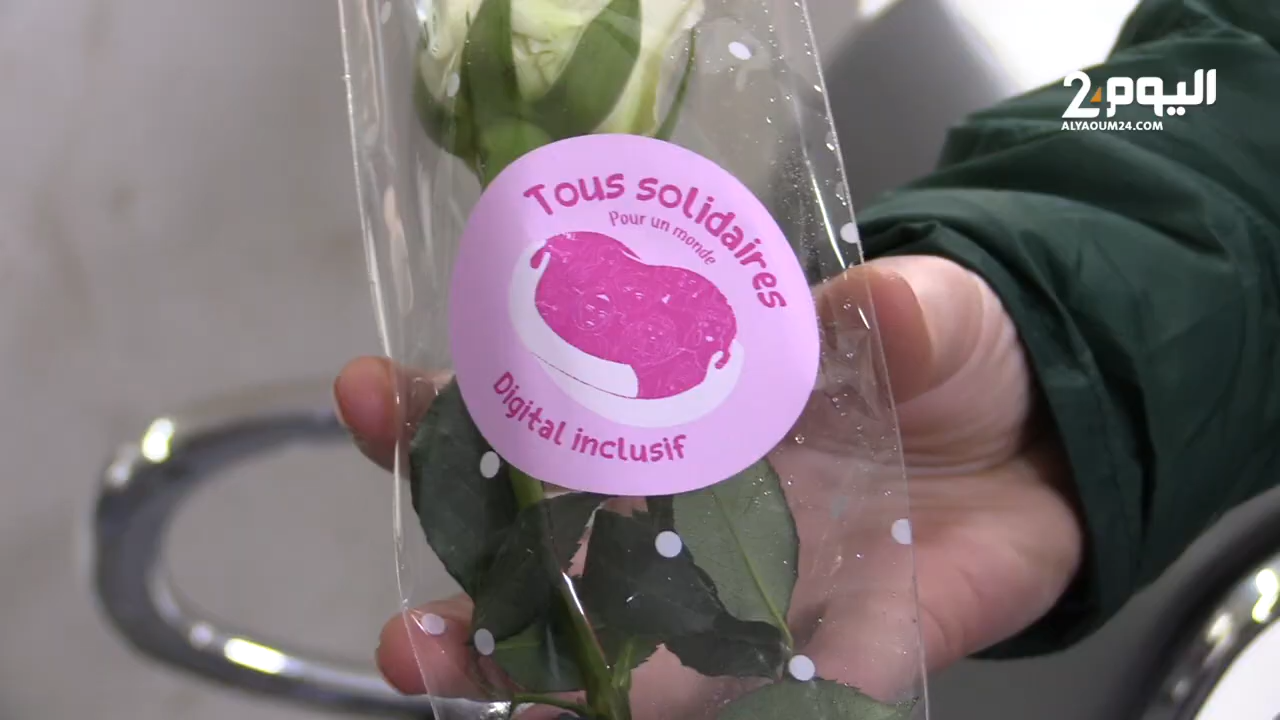 اليوم 24
ALYAOUM24.COM
Tous solidaires
Pour un monde
Digital inclusif